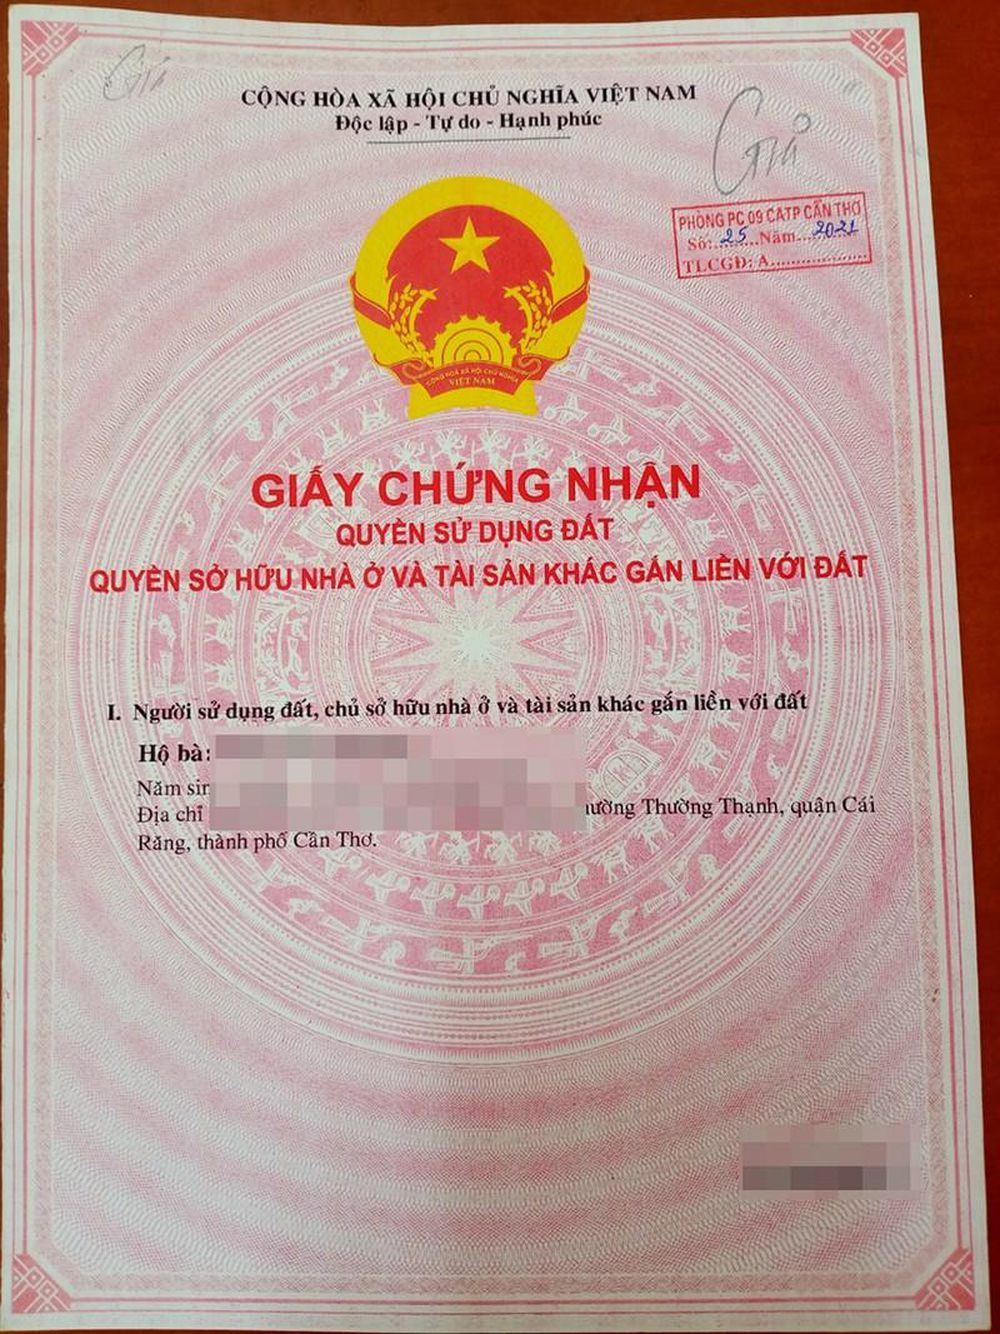 Giả
CỘNG HÒA XÃ HỘI CHỦ NGHĨA VIỆT NAM
Độc lập - Tự do - Hạnh phúc
Giả
PHÒNG PC 09 CATP CẦN THƠ
Số: 25 Năm 2021
TLCGĐ: A
CỘNG HÒA XÃ HỘI CHỦ NGHĨA
VIỆT NAM
GIẤY CHỨNG NHẬN
QUYỀN SỬ DỤNG ĐẤT
QUYỀN SỞ HỮU NHÀ Ở VÀ TÀI SẢN KHÁC GẮN LIỀN VỚI ĐẤT
I. Người sử dụng đất, chủ sở hữu nhà ở và tài sản khác gắn liền với đất
Hộ bà:
Năm sin
Địa chỉ ường Thường Thạnh, quận Cái
Răng, thành phố Cần Thơ.